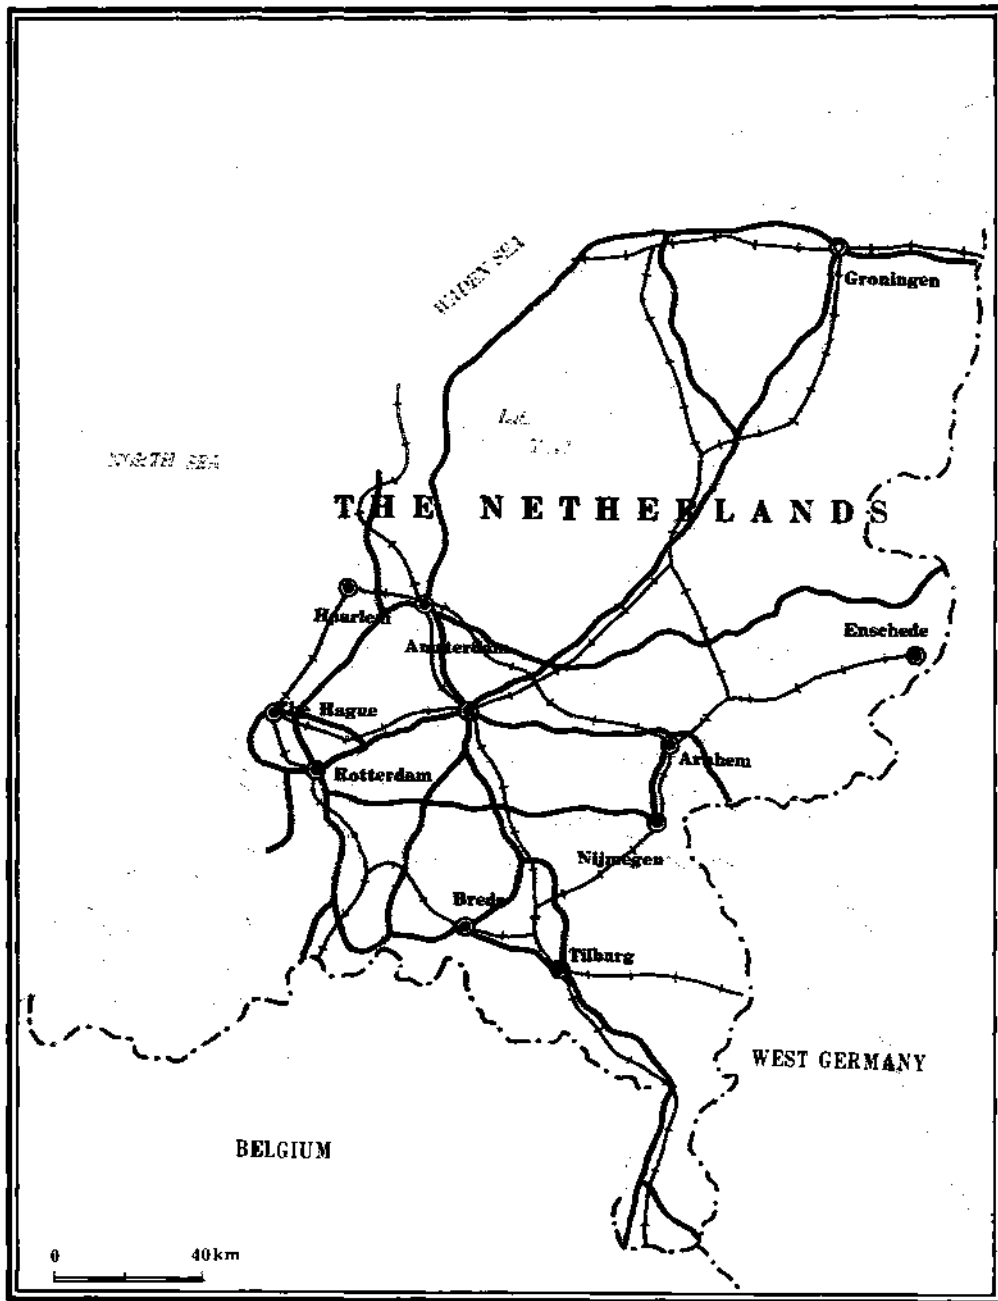 WADEN SEA
Groningen
NORTH SEA
THE NETHERLANDS
Haarlem
Amsterdam
Enschede
The Hague
Rotterdam
Arnhem
Nijmegen
Breda
Tilburg
WEST GERMANY
BELGIUM
0 40km